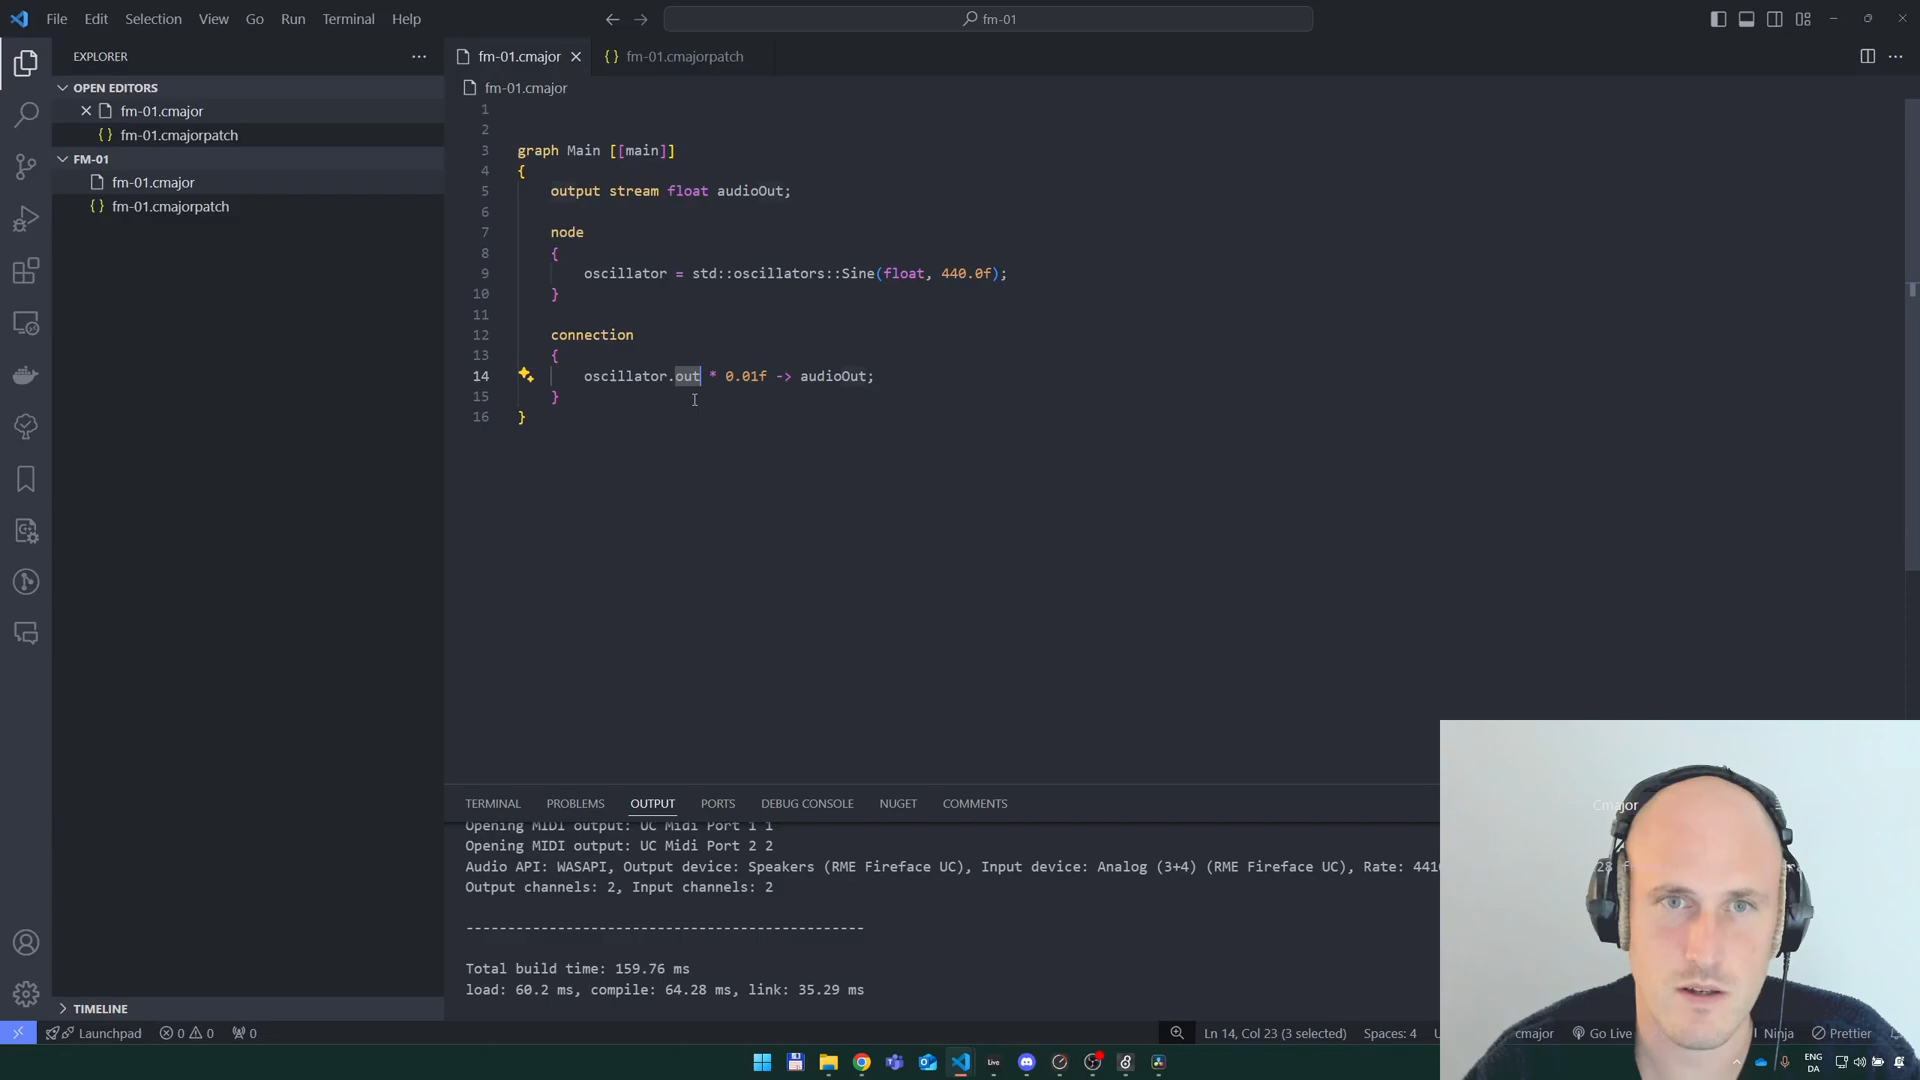 File Edit Selection View Go Run Terminal Help
fm-01
EXPLORER
OPEN EDITORS
fm-01.cmajor
fm-01.cmajorpatch
FM-01
fm-01.cmajor
fm-01.cmajorpatch
TIMELINE
fm-01.cmajor
fm-01.cmajorpatch
fm-01.cmajor
1
2
3 graph Main [[main]]
4 {
5 output stream float audioOut;
6
7 node
8 {
9 oscillator = std::oscillators::Sine(float, 440.0f);
10 }
11
12 connection
13 {
14 oscillator.out * 0.01f -> audioOut;
15 }
16 }
TERMINAL PROBLEMS OUTPUT PORTS DEBUG CONSOLE NUGET COMMENTS
Opening MIDI output: UC Midi Port 1 1
Opening MIDI output: UC Midi Port 2 2
Audio API: WASAPI, Output device: Speakers (RME Fireface UC), Input device: Analog (3+4) (RME Fireface UC), Rate:
Output channels: 2, Input channels: 2
----------------------------------------------
Total build time: 159.76 ms
load: 60.2 ms, compile: 64.28 ms, link: 35.29 ms
Cmajor
Launchpad 0 0 0
Ln 14, Col 23 (3 selected) Spaces: 4 cmajor Go Live Ninja Prettier
Live
ENG
DA